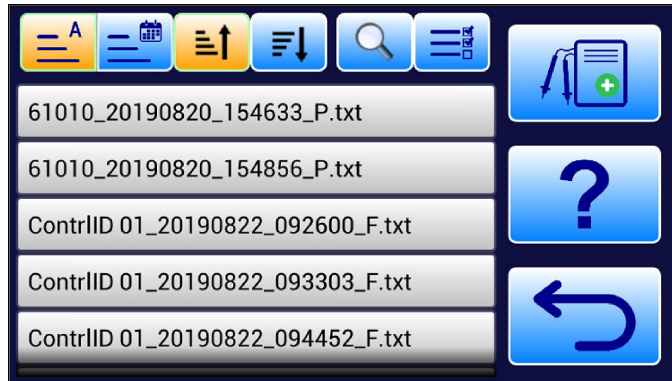 A
61010_20190820_154633_P.txt
61010_20190820_154856_P.txt
ContrlID 01_20190822_092600_F.txt
ContrlID 01_20190822_093303_F.txt
ContrlID 01_20190822_094452_F.txt
?